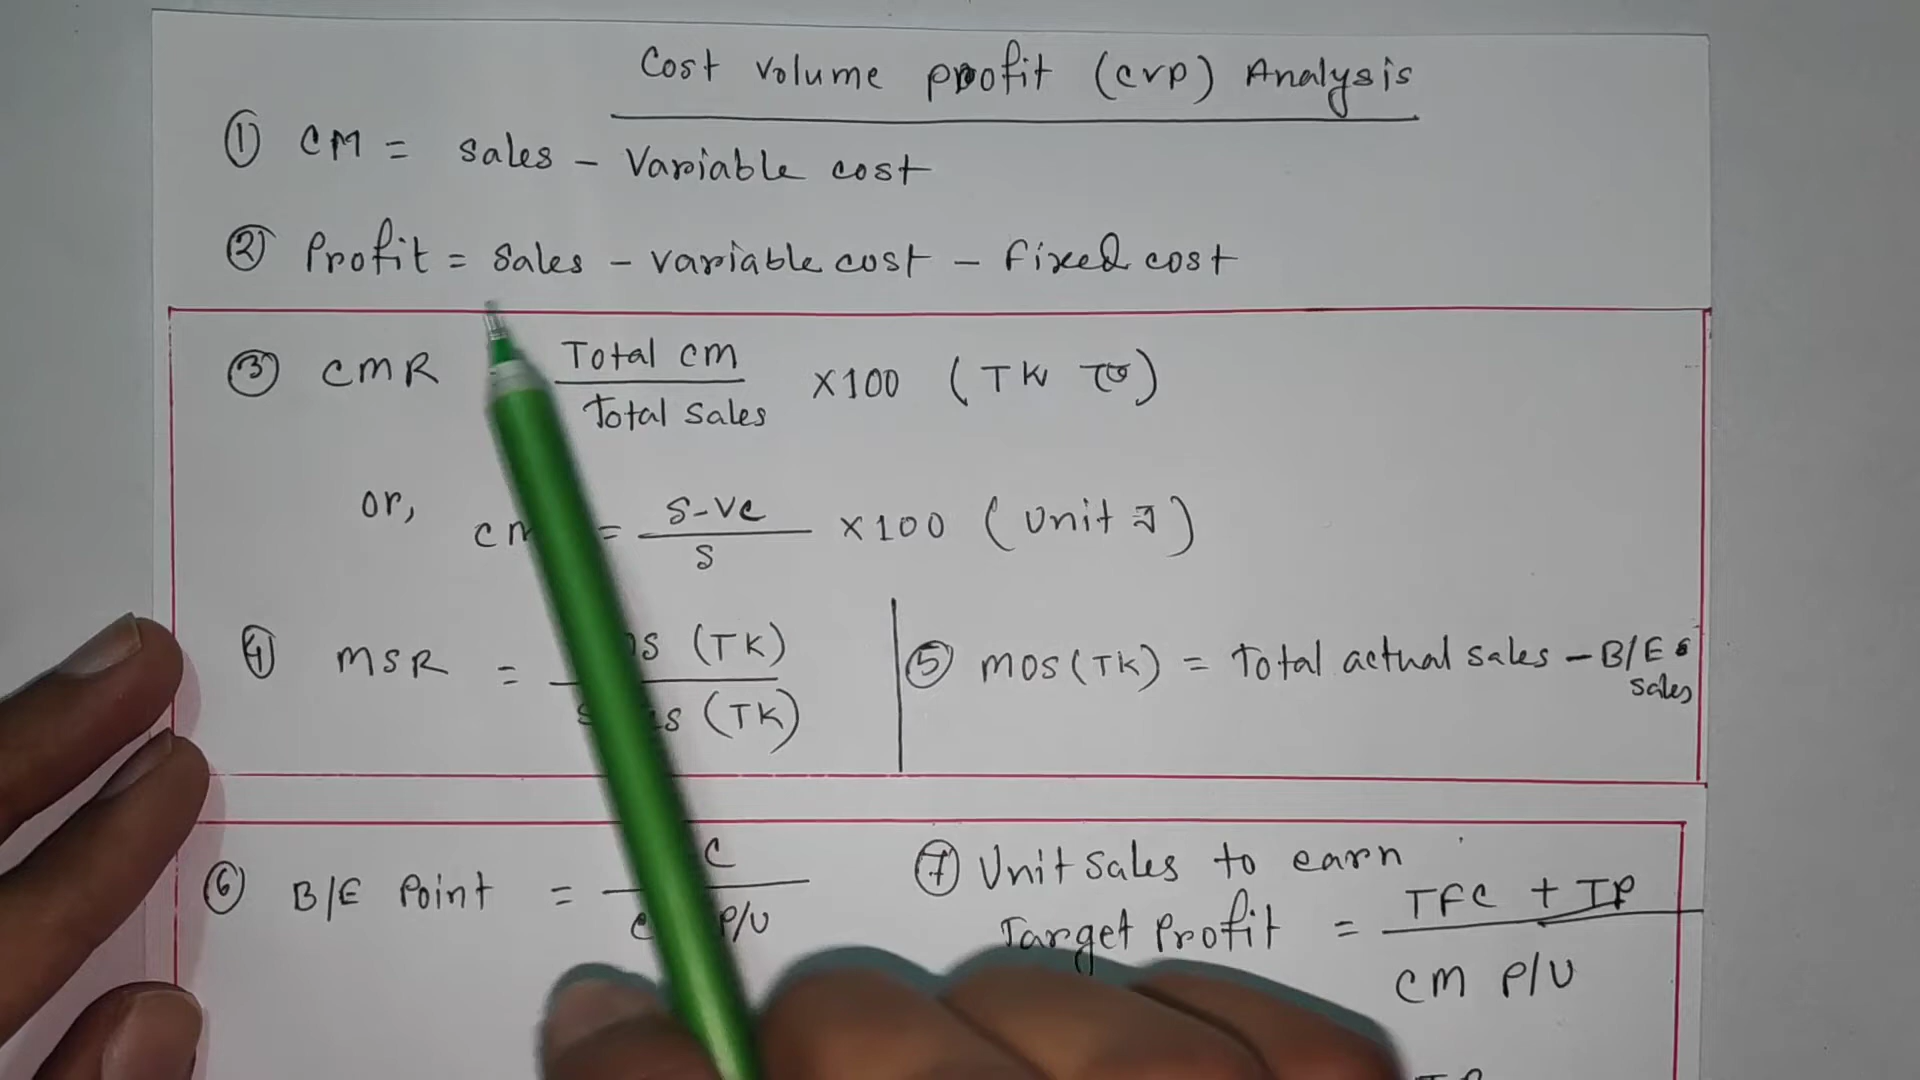 Cost Volume profit (CVP) Analysis
① CM = Sales - Variable cost
② Profit = Sales - variable cost - fixed cost
③ CMR Total CM / Total Sales X100 (TK তে)
or, = S-VC / S X100 (Unit এ)
④ MSR = (TK) / (TK)
⑤ MOS (TK) = Total actual sales - B/E
Sales
⑥ B/E Point = P/U
⑦ Unit Sales to earn
Target Profit = TFC + TP / CM P/U